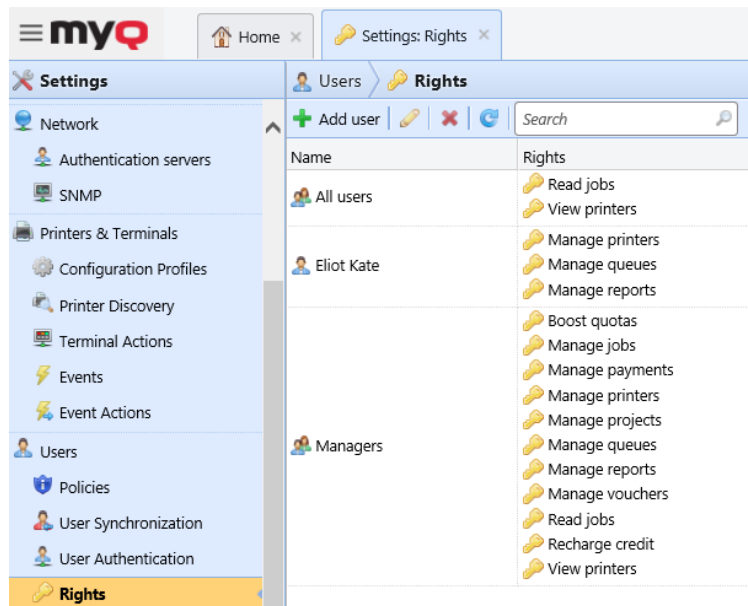 myQ
Home
Settings: Rights
Settings
Users
Rights
Network
Authentication servers
SNMP
Printers & Terminals
Configuration Profiles
Printer Discovery
Terminal Actions
Events
Event Actions
Users
Policies
User Synchronization
User Authentication
Rights
Add user
Search
Name
Rights
All users
Read jobs
View printers
Eliot Kate
Manage printers
Manage queues
Manage reports
Managers
Boost quotas
Manage jobs
Manage payments
Manage printers
Manage projects
Manage queues
Manage reports
Manage vouchers
Read jobs
Recharge credit
View printers